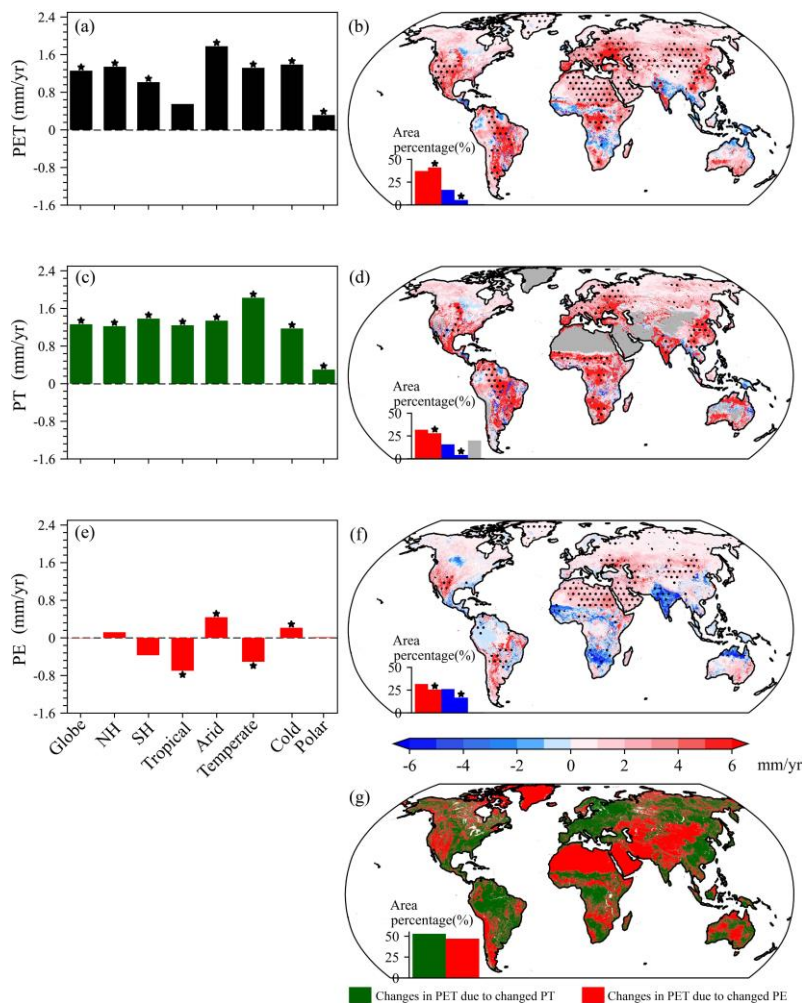 (a)
PET (mm/yr)
2.4
1.6
0.8
0
-0.8
-1.6
(b)
Area
percentage(%)
50
25
0
(c)
PT (mm/yr)
2.4
1.6
0.8
0
-0.8
-1.6
(d)
Area
percentage(%)
50
25
0
(e)
PE (mm/yr)
2.4
1.6
0.8
0
-0.8
-1.6
Globe
NH
SH
Tropical
Arid
Temperate
Cold
Polar
(f)
Area
percentage(%)
50
25
0
-6 -4 -2 0 2 4 6
mm/yr
(g)
Area
percentage(%)
50
25
0
Changes in PET due to changed PT
Changes in PET due to changed PE